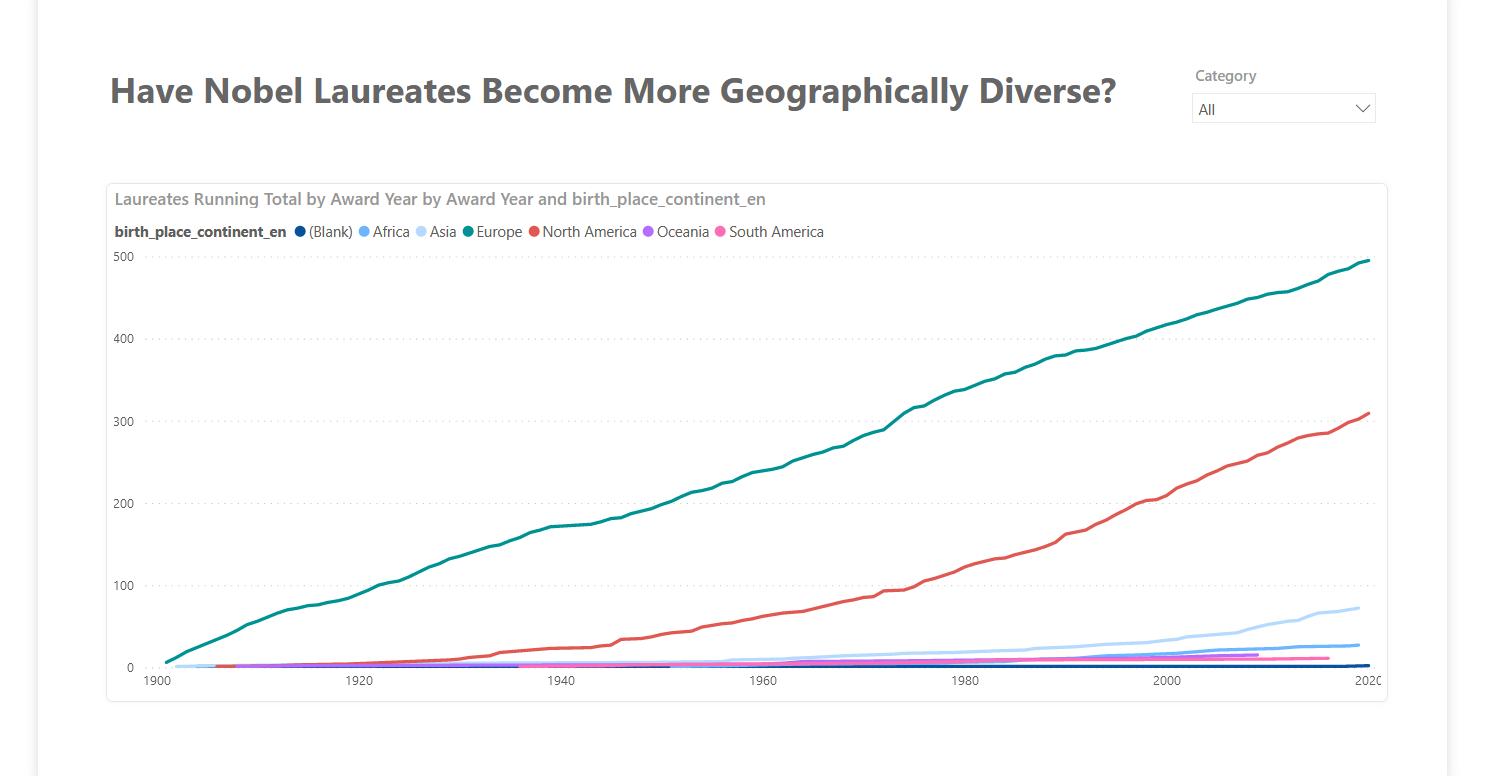 Have Nobel Laureates Become More Geographically Diverse?
Category
All
Laureates Running Total by Award Year by Award Year and birth_place_continent_en
birth_place_continent_en (Blank) Africa Asia Europe North America Oceania South America
500
400
300
200
100
0
1900 1920 1940 1960 1980 2000 2020